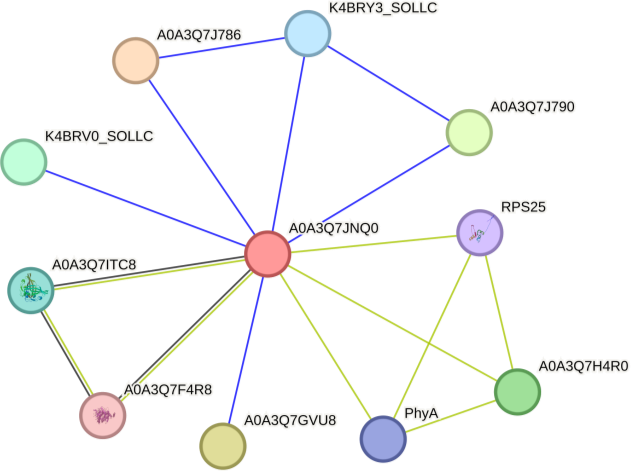 K4BRY3_SOLLC
A0A3Q7J786
A0A3Q7J790
K4BRV0_SOLLC
RPS25
A0A3Q7JNQ0
A0A3Q7ITC8
A0A3Q7H4R0
A0A3Q7F4R8
PhyA
A0A3Q7GVU8